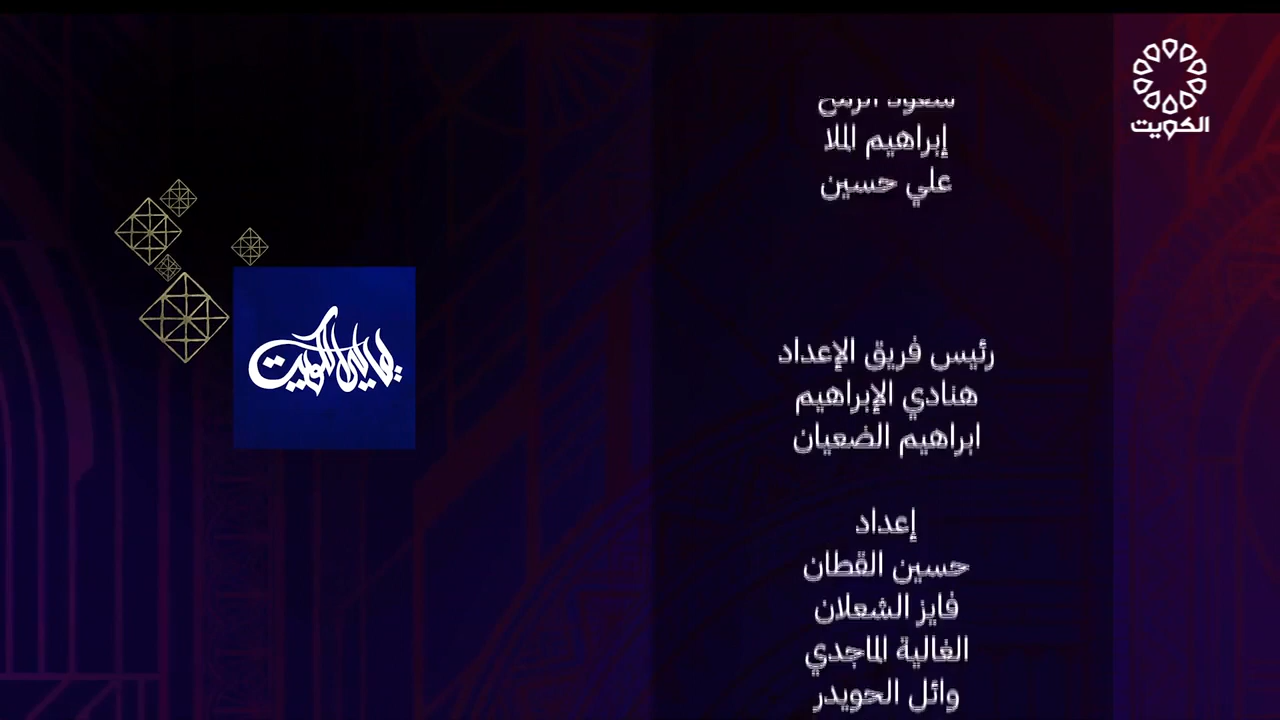 الكويت
إبراهيم الملا
علي حسين
رئيس فريق الإعداد
هنادي الإبراهيم
ابراهيم الضعيان
إعداد
حسين القطان
فايز الشعلان
الغالية الماجدي
وائل الحويدر